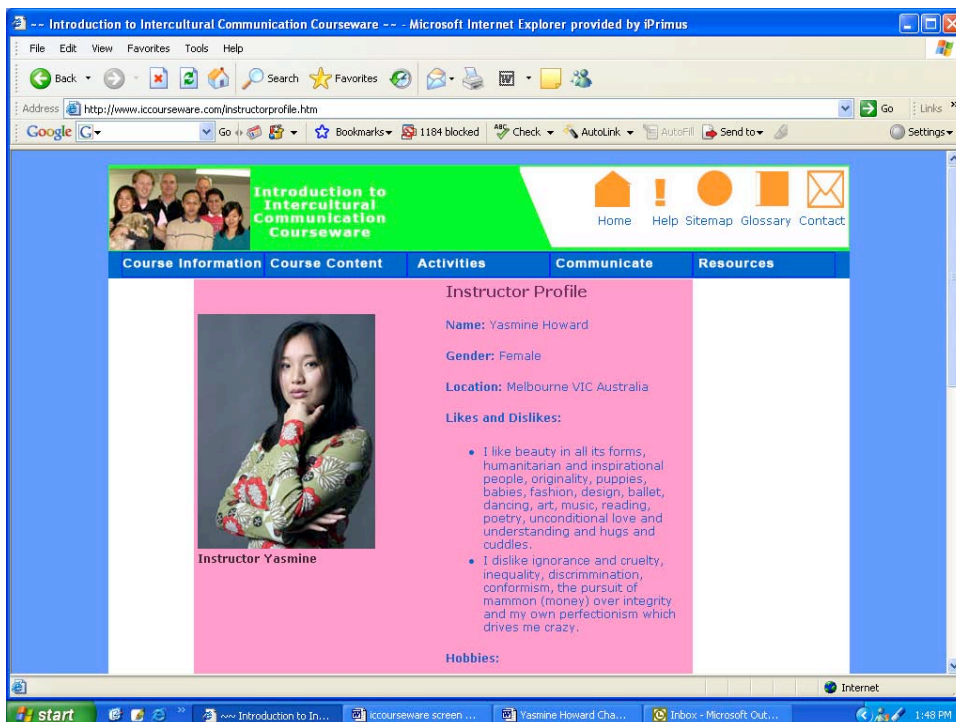 -- Introduction to Intercultural Communication Courseware -- - Microsoft Internet Explorer provided by iPrimus
File Edit View Favorites Tools Help
Back Search Favorites
Address http://www.iccourseware.com/instructorprofile.htm Go Links »
Google G Go Bookmarks 1184 blocked ABC Check AutoLink AutoFill Send to Settings
Introduction to
Intercultural
Communication
Courseware
Home Help Sitemap Glossary Contact
Course Information Course Content Activities Communicate Resources
Instructor Profile
Name: Yasmine Howard
Gender: Female
Location: Melbourne VIC Australia
Likes and Dislikes:
• I like beauty in all its forms,
humanitarian and inspirational
people, originality, puppies,
babies, fashion, design, ballet,
dancing, art, music, reading,
poetry, unconditional love and
understanding and hugs and
cuddles.
• I dislike ignorance and cruelty,
inequality, discrimmination,
conformism, the pursuit of
mammon (money) over integrity
and my own perfectionism which
drives me crazy.
Hobbies:
Instructor Yasmine
Internet
start » ~~ Introduction to In... iccourseware screen ... Yasmine Howard Cha... Inbox - Microsoft Out... 1:48 PM